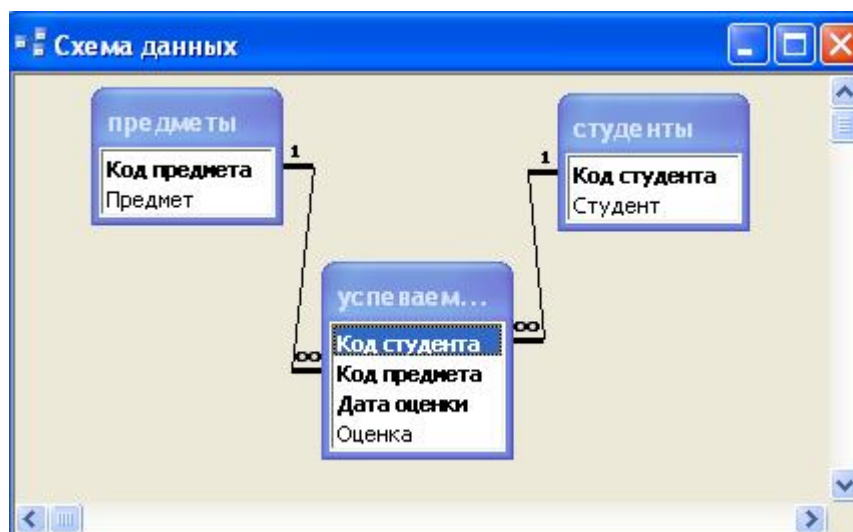 Схема данных
предметы
студенты
1
1
Код предмета
Предмет
Код студента
Студент
успеваем...
∞
∞
Код студента
Код предмета
Дата оценки
Оценка